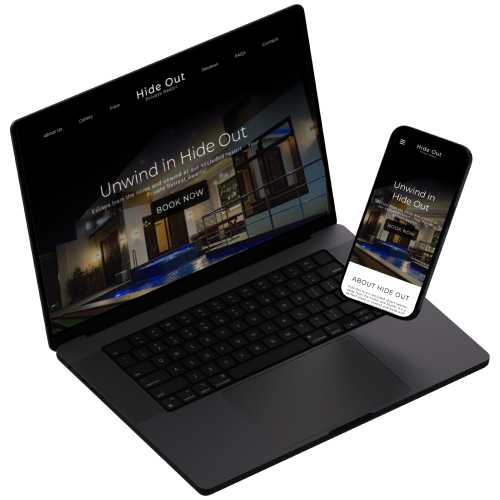 Hide Out
Private Resort
About Us
Gallery
Price
Reviews
FAQS
Contact
Unwind in Hide Out
Escape from the noise and unwind at our secluded resort - Your
Private Retreat Awaits!
BOOK NOW
Hide Out
Unwind in
Hide Out
BOOK NOW
ABOUT HIDE OUT